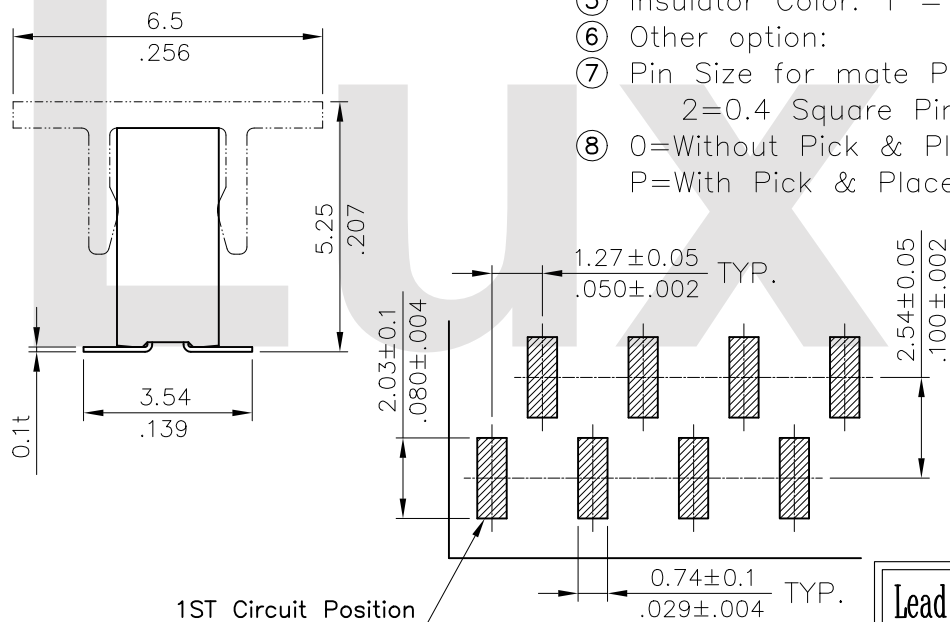 ⑤ Insulator Color: 1 =
⑥ Other option:
⑦ Pin Size for mate P
2=0.4 Square Pin
⑧ 0=Without Pick & Pl
P=With Pick & Place
6.5
.256
5.25
.207
3.54
.139
0.1t
1.27±0.05
.050±.002
TYP.
2.54±0.05
.100±.002
2.03±0.1
.080±.004
0.74±0.1
.029±.004
TYP.
1ST Circuit Position
Lead
Lux